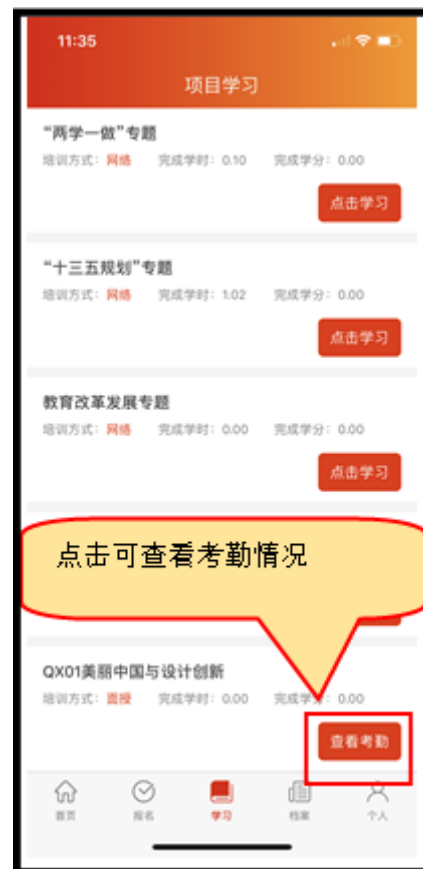 11:35
项目学习
“两学一做”专题
培训方式：网络 完成学时：0.10 完成学分：0.00
点击学习
“十三五规划”专题
培训方式：网络 完成学时：1.02 完成学分：0.00
点击学习
教育改革发展专题
培训方式：网络 完成学时：0.00 完成学分：0.00
点击学习
点击可查看考勤情况
QX01美丽中国与设计创新
培训方式：面授 完成学时：0.00 完成学分：0.00
查看考勤
首页 报名 学习 档案 个人